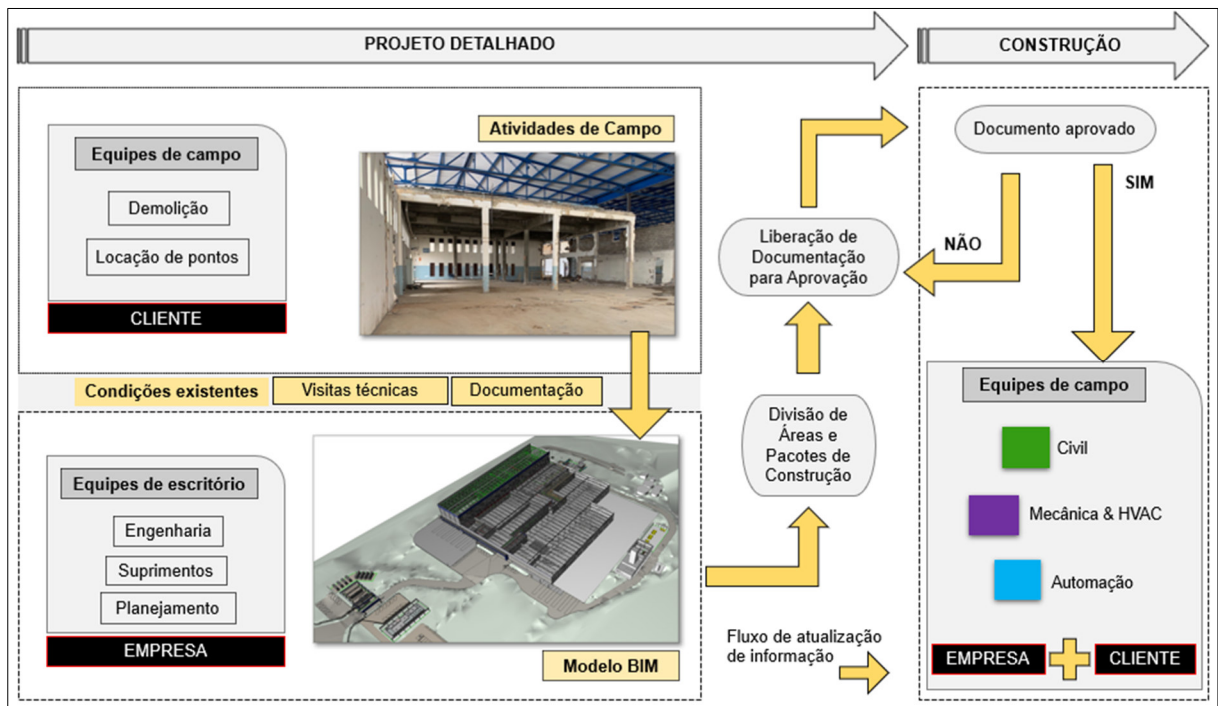 PROJETO DETALHADO
CONSTRUÇÃO
Atividades de Campo
Equipes de campo
Demolição
Locação de pontos
CLIENTE
Condições existentes
Visitas técnicas
Documentação
Equipes de escritório
Engenharia
Suprimentos
Planejamento
EMPRESA
Modelo BIM
Liberação de
Documentação
para Aprovação
Divisão de
Áreas e
Pacotes de
Construção
Fluxo de atualização
de informação
Documento aprovado
SIM
NÃO
Equipes de campo
Civil
Mecânica & HVAC
Automação
EMPRESA
CLIENTE